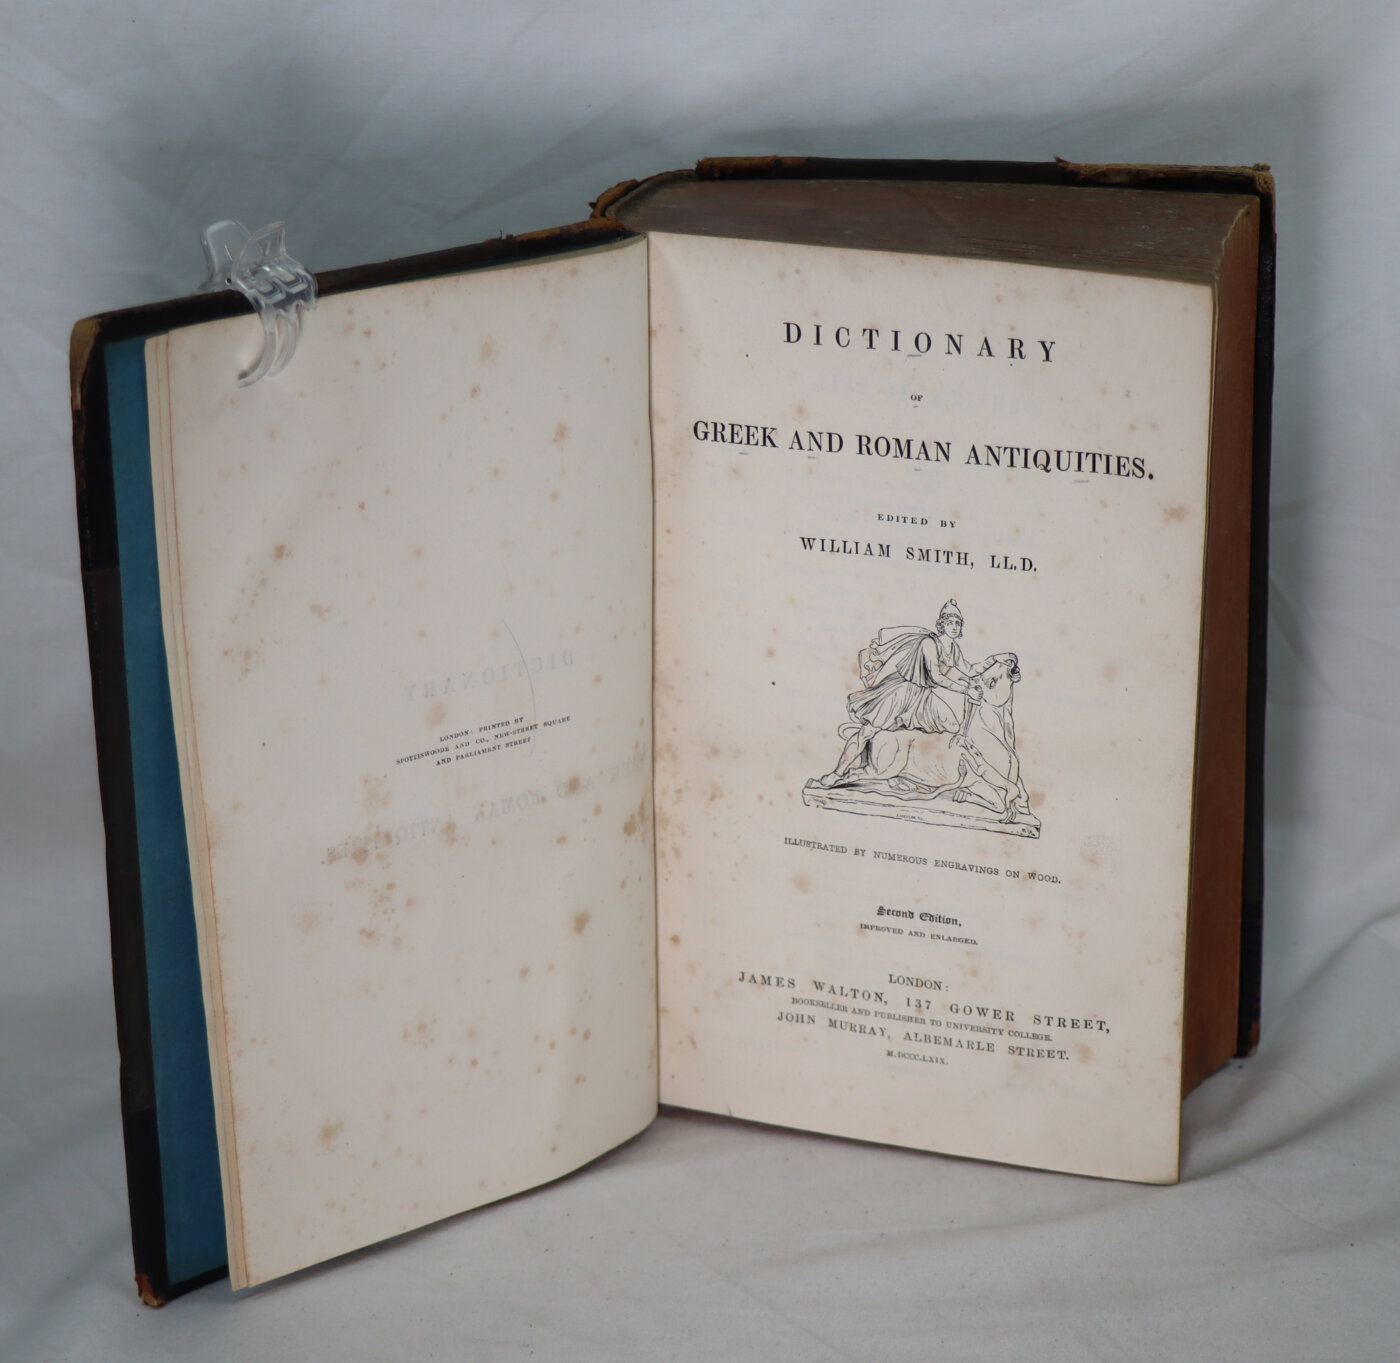 LONDON: PRINTED BY
SPOTTISWOODE AND CO., NEW-STREET SQUARE
AND PARLIAMENT STREET
DICTIONARY
OF
GREEK AND ROMAN ANTIQUITIES.
EDITED BY
WILLIAM SMITH, LL.D.
ILLUSTRATED BY NUMEROUS ENGRAVINGS ON WOOD.
Second Edition,
IMPROVED AND ENLARGED.
LONDON:
JAMES WALTON, 137 GOWER STREET,
BOOKSELLER AND PUBLISHER TO UNIVERSITY COLLEGE.
JOHN MURRAY, ALBEMARLE STREET.
M.DCCC.LXIX.